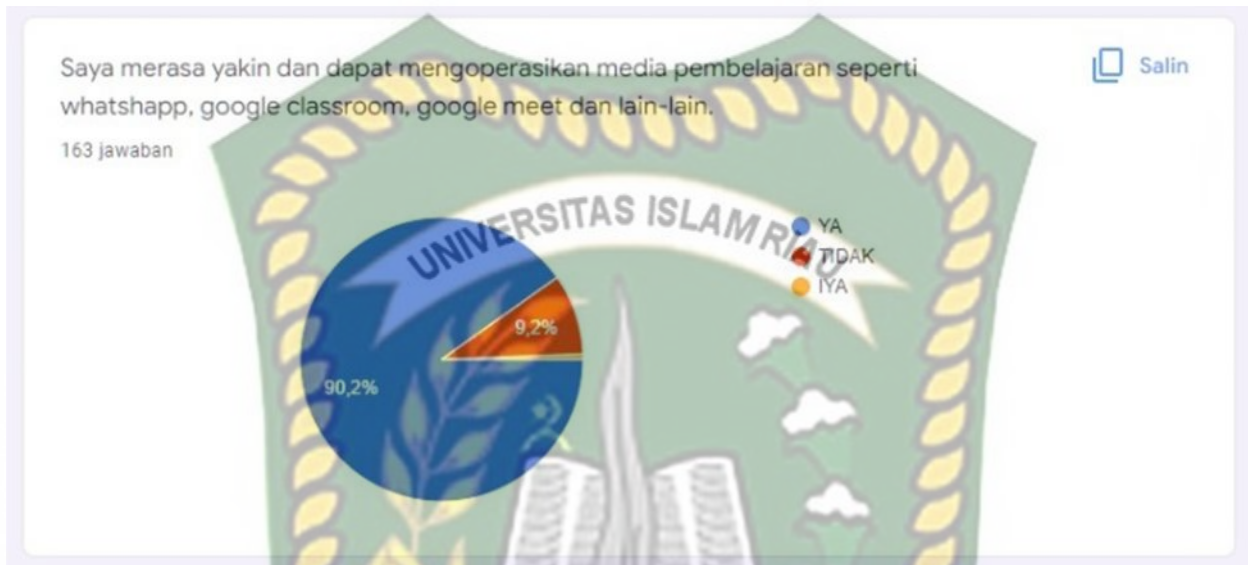 Saya merasa yakin dan dapat mengoperasikan media pembelajaran seperti
whatshapp, google classroom, google meet dan lain-lain.
Salin
163 jawaban
UNIVERSITAS ISLAM RIAU
YA
TIDAK
IYA
9,2%
90,2%